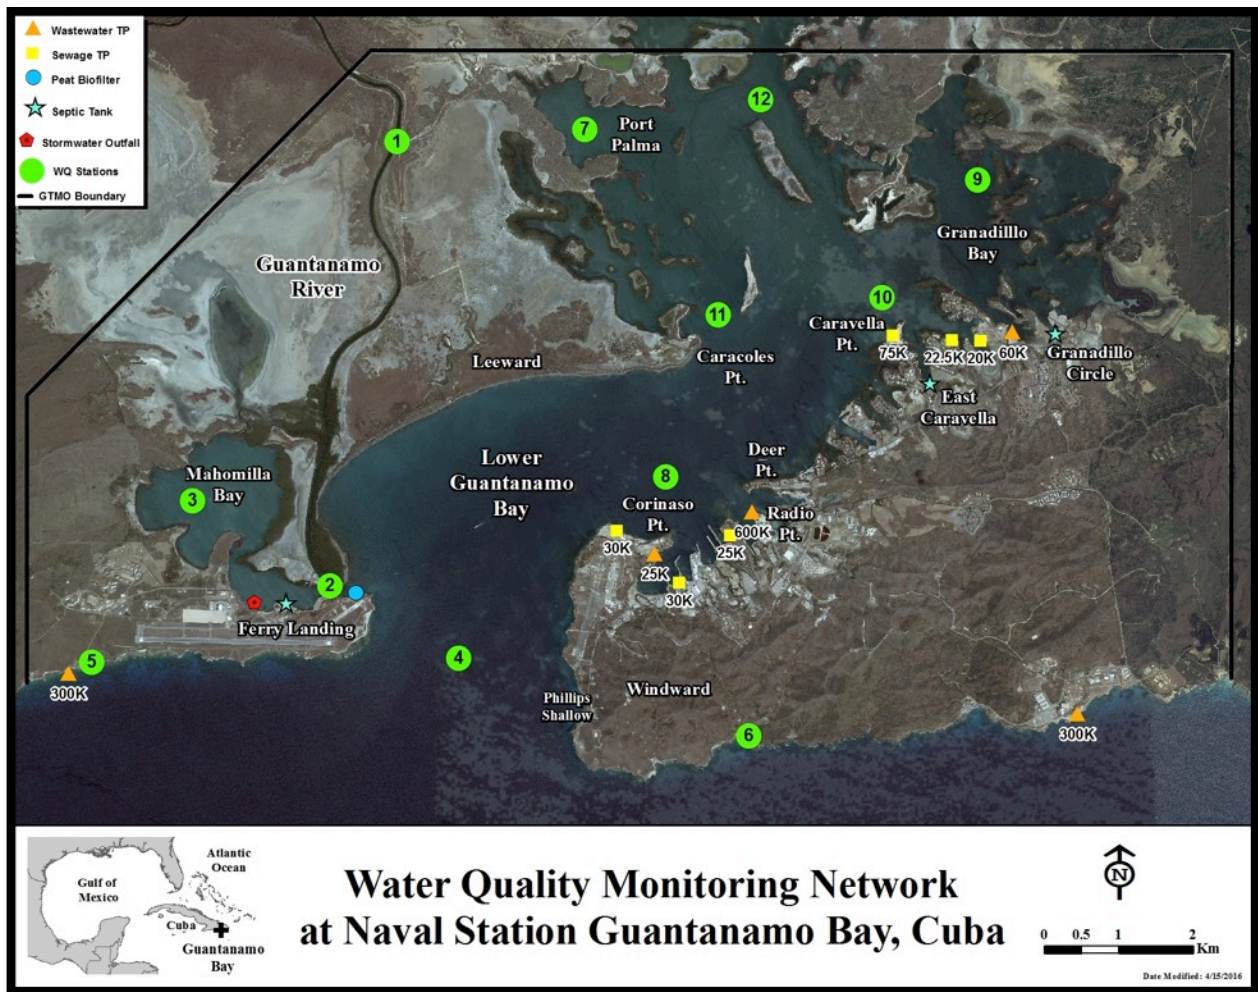 Wastewater TP
Sewage TP
Peat Biofilter
Septic Tank
Stormwater Outfall
WQ Stations
GTMO Boundary
12
7
Port
Palma
1
9
Granadilllo
Bay
Guantanamo
River
10
11
Caravella
Pt.
75K
22.5K
20K
60K
Granadillo
Circle
Leeward
Caracoles
Pt.
East
Caravella
Lower
Guantanamo
Bay
Deer
Pt.
Mahomilla
Bay
3
8
Corinaso
Pt.
Radio
Pt.
600K
30K
25K
25K
30K
2
Ferry Landing
5
300K
4
Phillips
Shallow
Windward
6
300K
Gulf of
Mexico
Atlantic
Ocean
Cuba
Guantanamo
Bay
Water Quality Monitoring Network
at Naval Station Guantanamo Bay, Cuba
N
0 0.5 1 2
Km
Date Modified: 4/15/2016